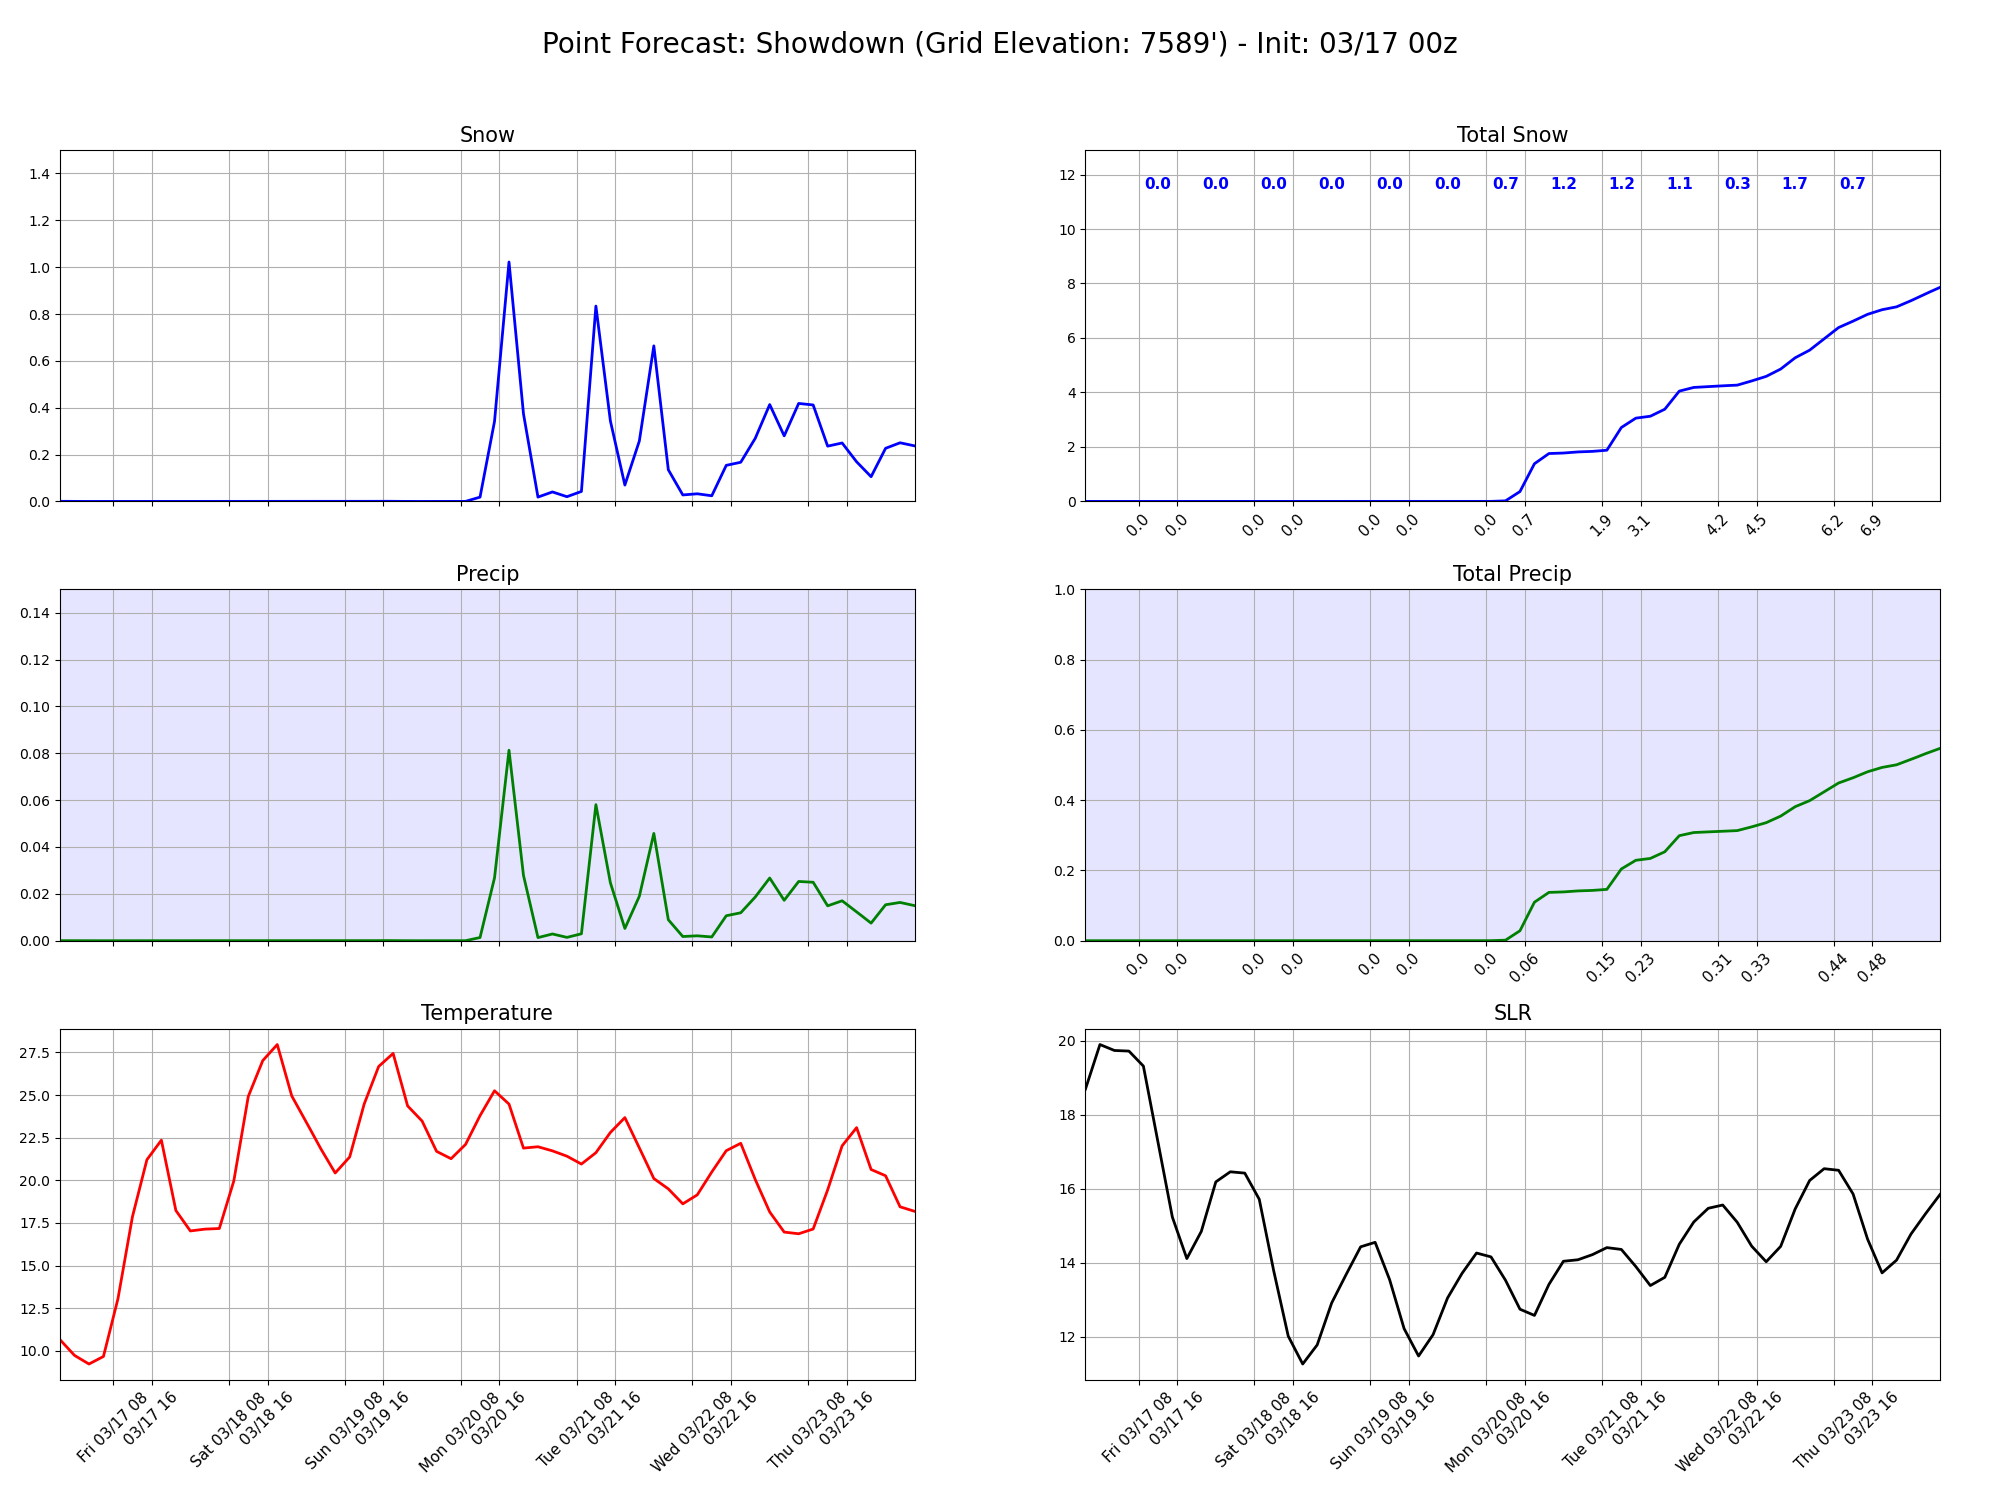 Point Forecast: Showdown (Grid Elevation: 7589') - Init: 03/17 00z
Snow
1.4
1.2
1.0
0.8
0.6
0.4
0.2
0.0
Total Snow
12
10
8
6
4
2
0
0.0 0.0 0.0 0.0 0.0 0.0 0.7 1.2 1.2 1.1 0.3 1.7 0.7
0.0 0.0 0.0 0.0 0.0 0.0 0.0 0.7 1.9 3.1 4.2 4.5 6.2 6.9
Precip
0.14
0.12
0.10
0.08
0.06
0.04
0.02
0.00
Total Precip
1.0
0.8
0.6
0.4
0.2
0.0
0.0 0.0 0.0 0.0 0.0 0.0 0.0 0.06 0.15 0.23 0.31 0.33 0.44 0.48
Temperature
27.5
25.0
22.5
20.0
17.5
15.0
12.5
10.0
Fri 03/17 08
03/17 16
Sat 03/18 08
03/18 16
Sun 03/19 08
03/19 16
Mon 03/20 08
03/20 16
Tue 03/21 08
03/21 16
Wed 03/22 08
03/22 16
Thu 03/23 08
03/23 16
SLR
20
18
16
14
12
Fri 03/17 08
03/17 16
Sat 03/18 08
03/18 16
Sun 03/19 08
03/19 16
Mon 03/20 08
03/20 16
Tue 03/21 08
03/21 16
Wed 03/22 08
03/22 16
Thu 03/23 08
03/23 16